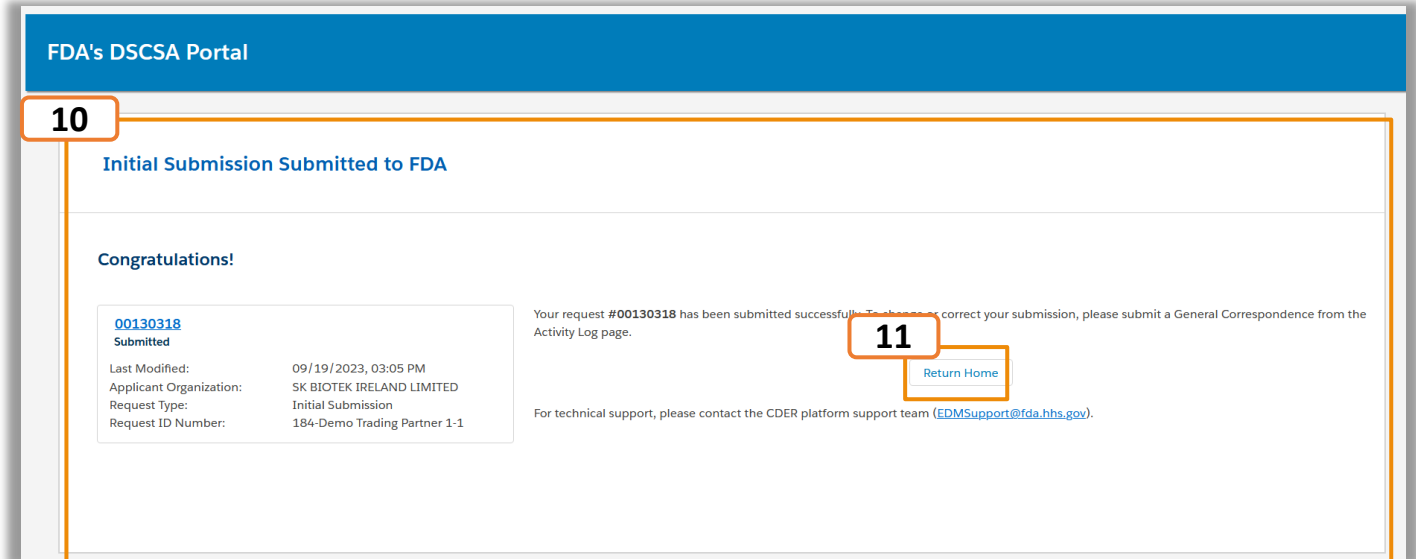 FDA's DSCSA Portal
10
Initial Submission Submitted to FDA
Congratulations!
00130318
Submitted
Last Modified: 09/19/2023, 03:05 PM
Applicant Organization: SK BIOTEK IRELAND LIMITED
Request Type: Initial Submission
Request ID Number: 184-Demo Trading Partner 1-1
Your request #00130318 has been submitted successfully. To change or correct your submission, please submit a General Correspondence from the
Activity Log page.
11
Return Home
For technical support, please contact the CDER platform support team (EDMSupport@fda.hhs.gov).